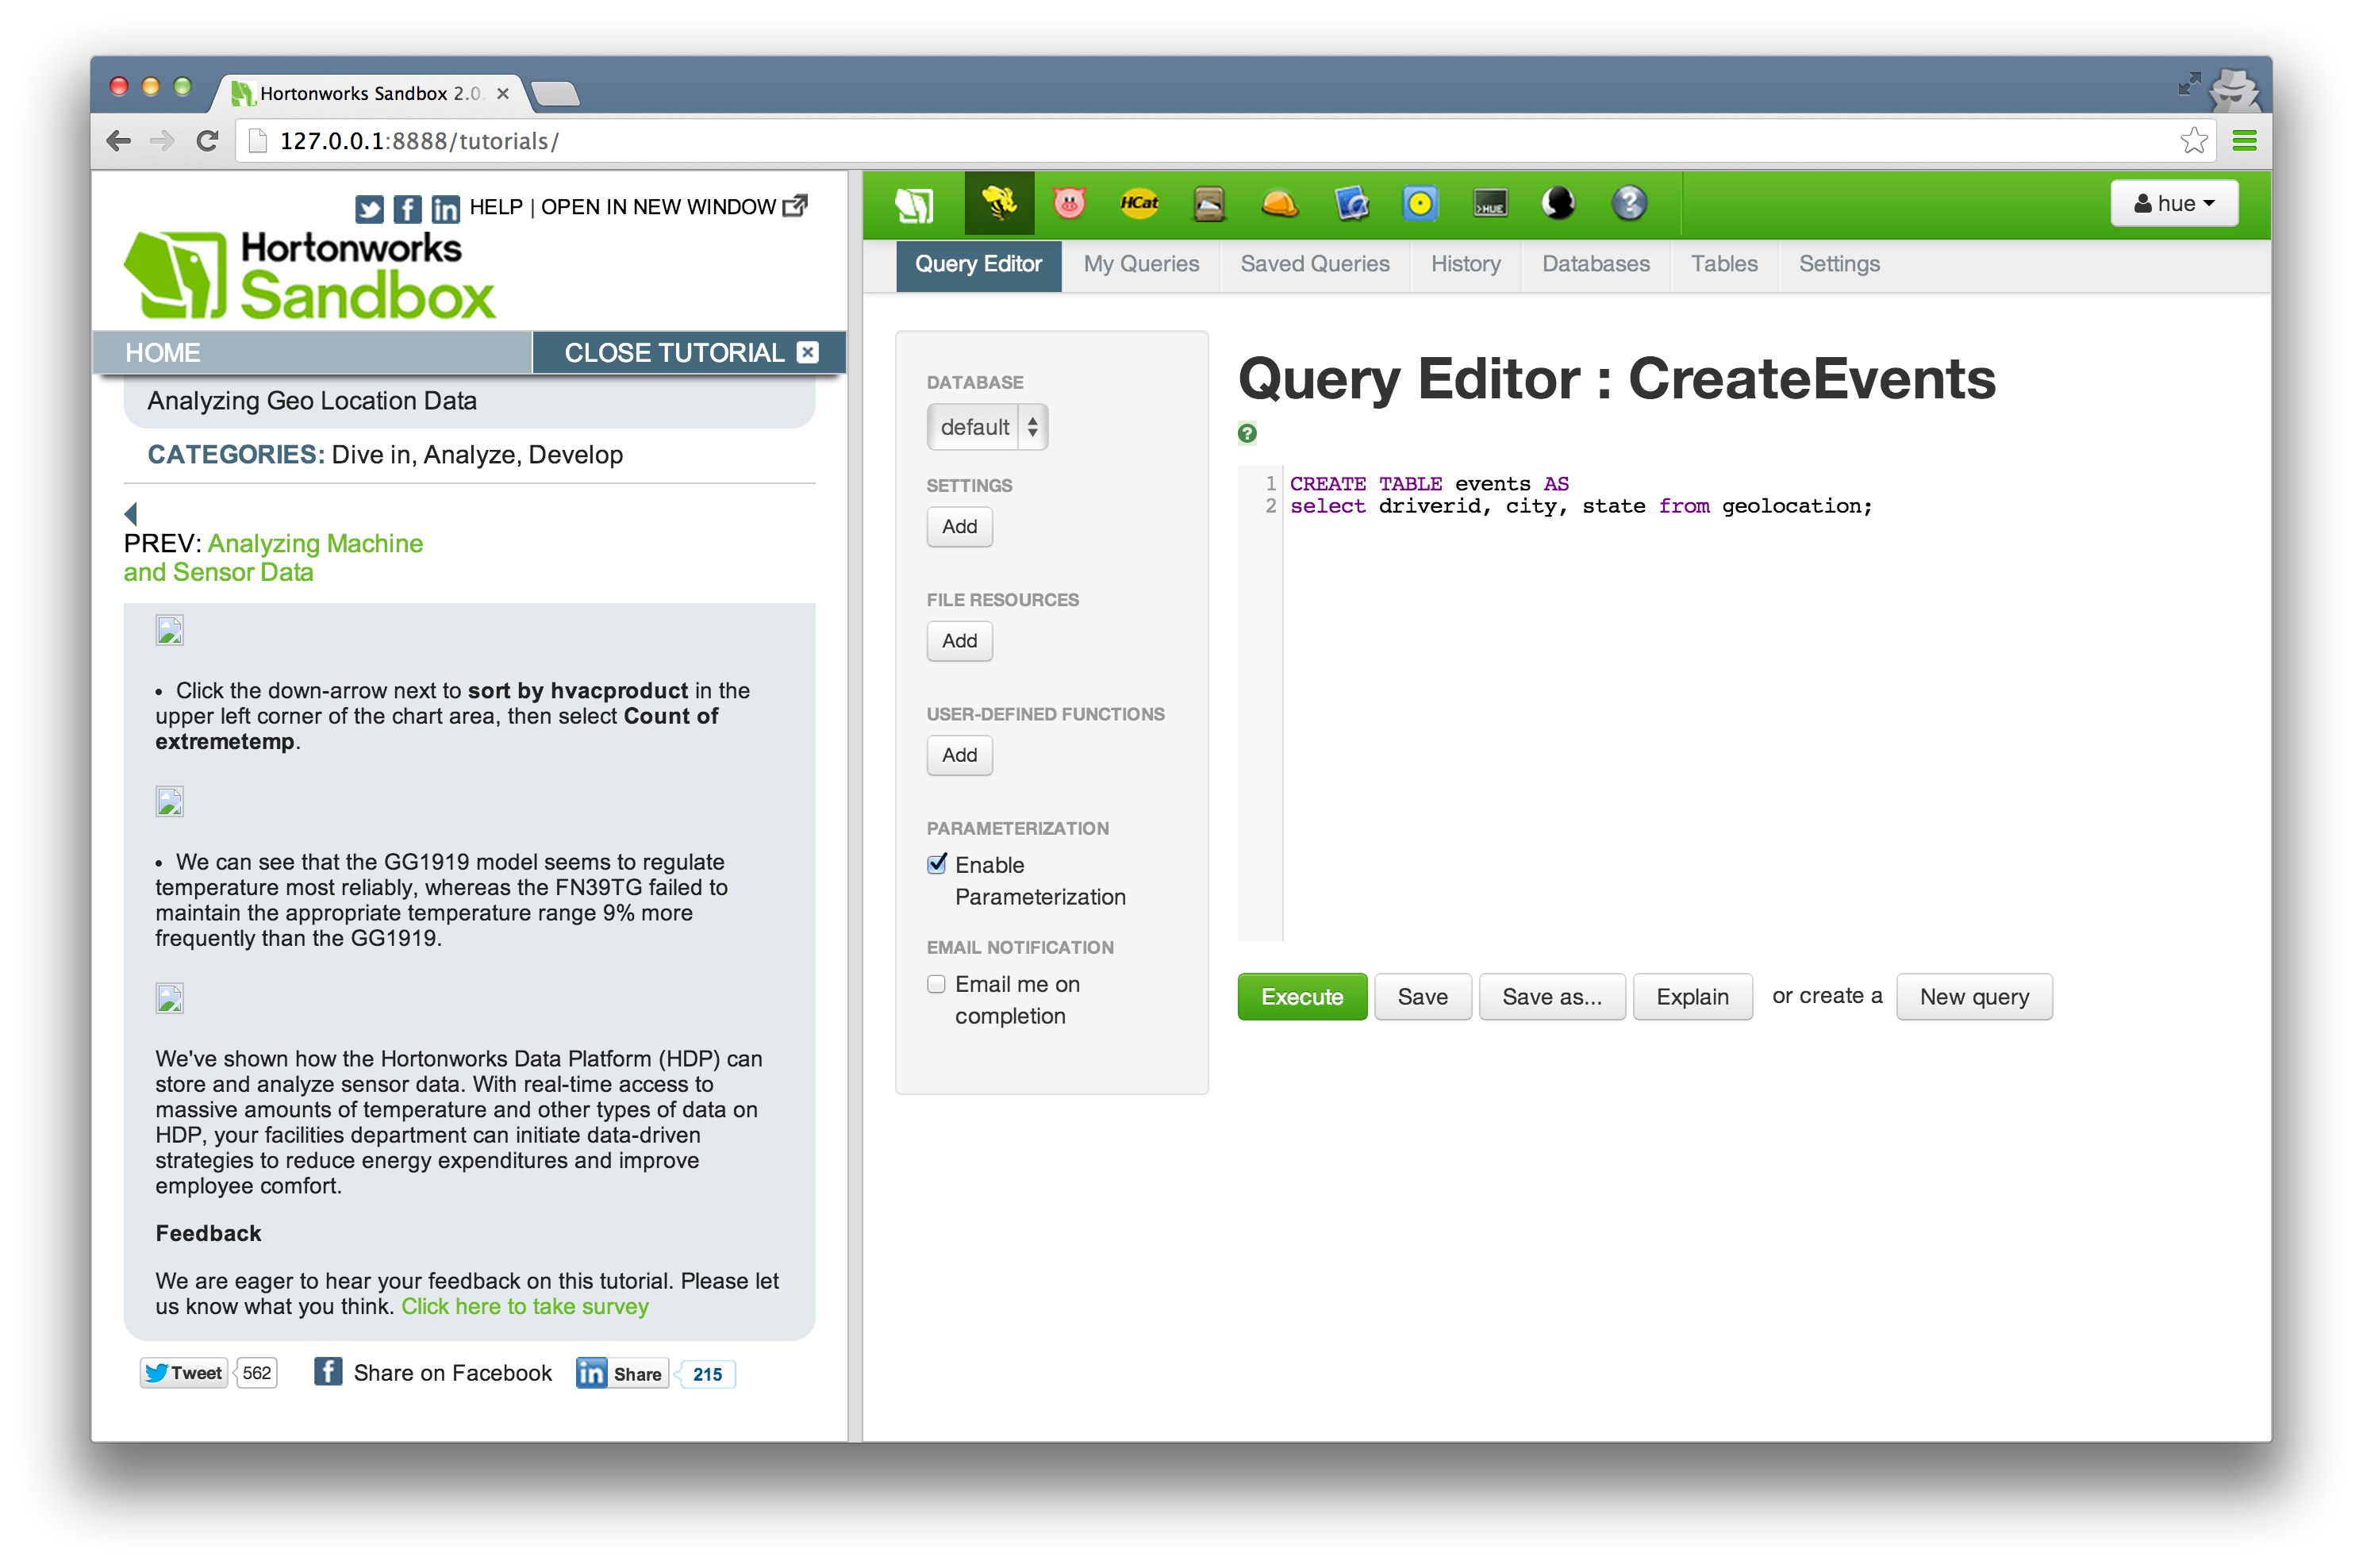 Hortonworks Sandbox 2.0.
127.0.0.1:8888/tutorials/
HELP | OPEN IN NEW WINDOW
Hortonworks
Sandbox
HOME
CLOSE TUTORIAL
Analyzing Geo Location Data
CATEGORIES: Dive in, Analyze, Develop
PREV: Analyzing Machine
and Sensor Data
• Click the down-arrow next to sort by hvacproduct in the
upper left corner of the chart area, then select Count of
extremetemp.
• We can see that the GG1919 model seems to regulate
temperature most reliably, whereas the FN39TG failed to
maintain the appropriate temperature range 9% more
frequently than the GG1919.
We've shown how the Hortonworks Data Platform (HDP) can
store and analyze sensor data. With real-time access to
massive amounts of temperature and other types of data on
HDP, your facilities department can initiate data-driven
strategies to reduce energy expenditures and improve
employee comfort.
Feedback
We are eager to hear your feedback on this tutorial. Please let
us know what you think. Click here to take survey
Tweet 562 Share on Facebook Share 215
HCat
>HUE
hue
Query Editor My Queries Saved Queries History Databases Tables Settings
DATABASE
default
SETTINGS
Add
FILE RESOURCES
Add
USER-DEFINED FUNCTIONS
Add
PARAMETERIZATION
Enable
Parameterization
EMAIL NOTIFICATION
Email me on
completion
Query Editor : CreateEvents
1 CREATE TABLE events AS
2 select driverid, city, state from geolocation;
Execute Save Save as... Explain or create a New query